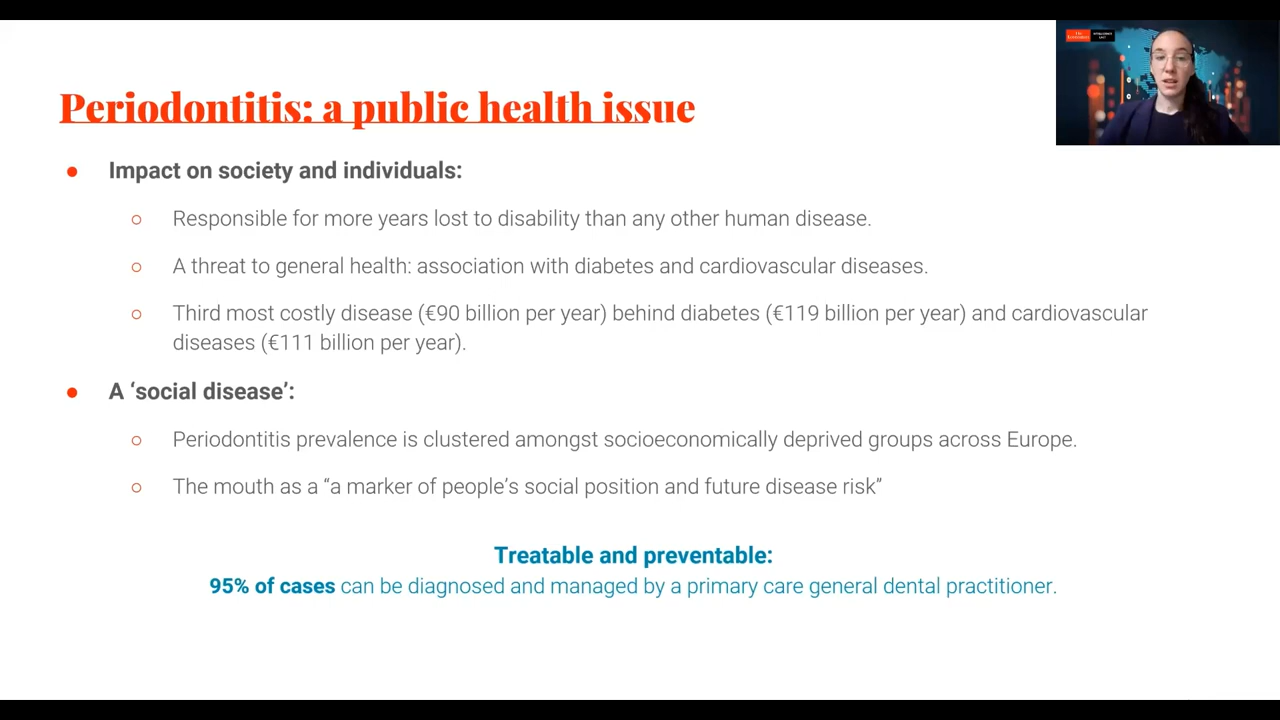 Periodontitis: a public health issue
● Impact on society and individuals:
○ Responsible for more years lost to disability than any other human disease.
○ A threat to general health: association with diabetes and cardiovascular diseases.
○ Third most costly disease (€90 billion per year) behind diabetes (€119 billion per year) and cardiovascular
diseases (€111 billion per year).
● A ‘social disease’:
○ Periodontitis prevalence is clustered amongst socioeconomically deprived groups across Europe.
○ The mouth as a “a marker of people’s social position and future disease risk”
Treatable and preventable:
95% of cases can be diagnosed and managed by a primary care general dental practitioner.